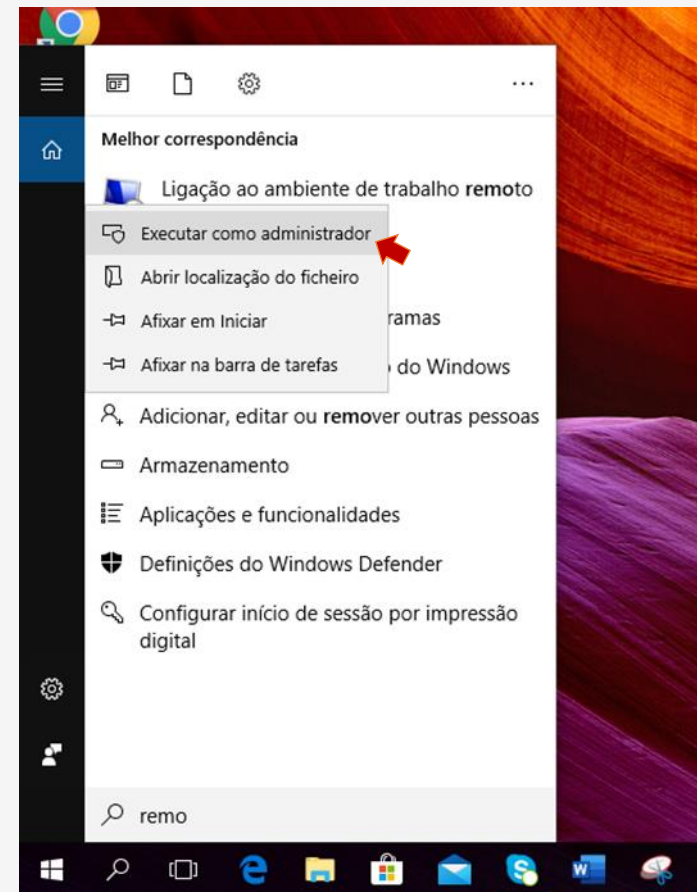 Melhor correspondência
Ligação ao ambiente de trabalho remoto
Executar como administrador
Abrir localização do ficheiro
Afixar em Iniciar
ramas
Afixar na barra de tarefas
do Windows
Adicionar, editar ou remover outras pessoas
Armazenamento
Aplicações e funcionalidades
Definições do Windows Defender
Configurar início de sessão por impressão
digital
remo